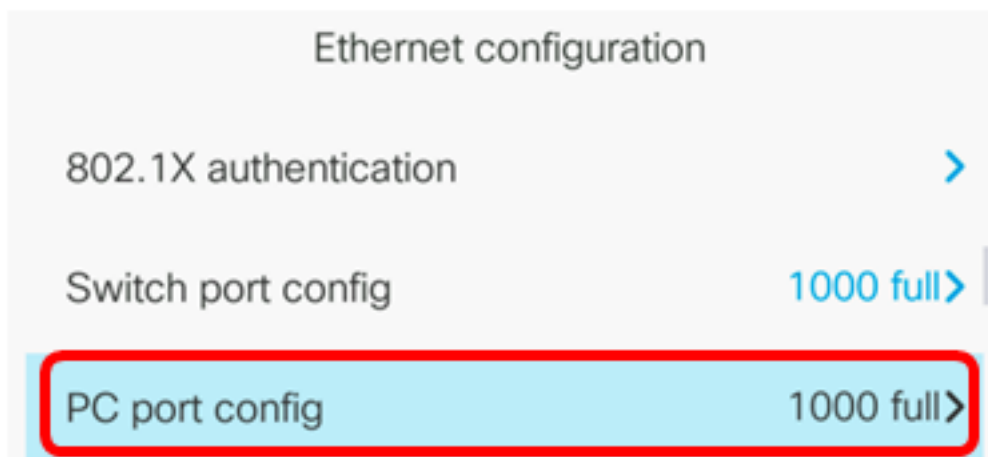 Ethernet configuration
802.1X authentication
Switch port config 1000 full
PC port config 1000 full